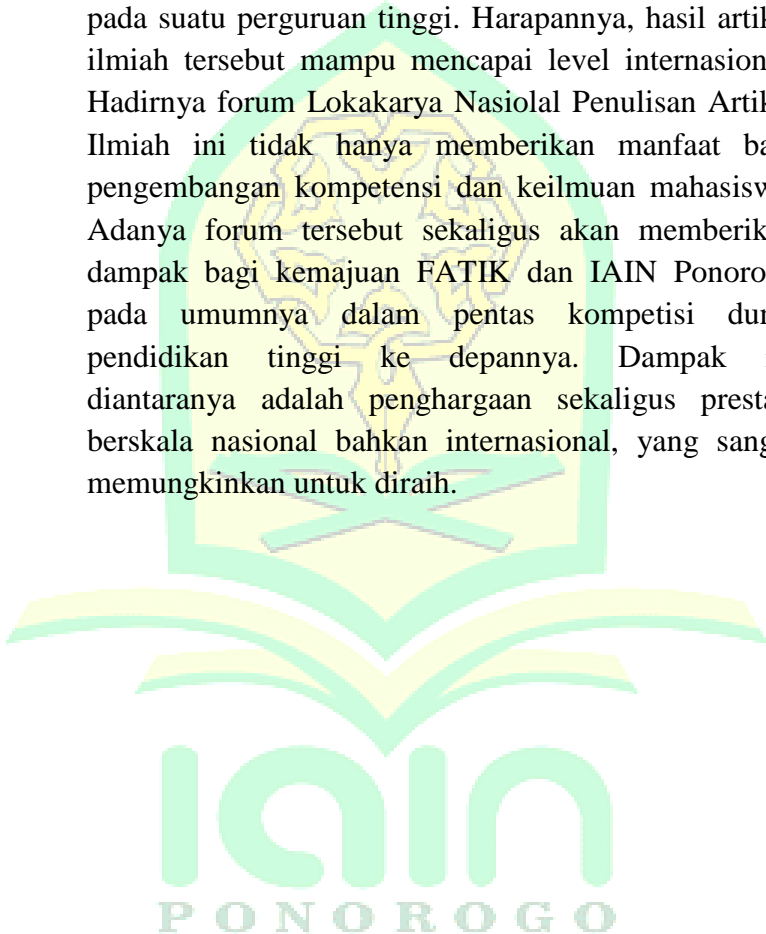 pada suatu perguruan tinggi. Harapannya, hasil artik
ilmiah tersebut mampu mencapai level internasion
Hadirnya forum Lokakarya Nasiolal Penulisan Artik
Ilmiah ini tidak hanya memberikan manfaat ba
pengembangan kompetensi dan keilmuan mahasisw
Adanya forum tersebut sekaligus akan memberik
dampak bagi kemajuan FATIK dan IAIN Ponoro
pada umumnya dalam pentas kompetisi dun
pendidikan tinggi ke depannya. Dampak
diantaranya adalah penghargaan sekaligus presta
berskala nasional bahkan internasional, yang sang
memungkinkan untuk diraih.
iain
PONOROGO